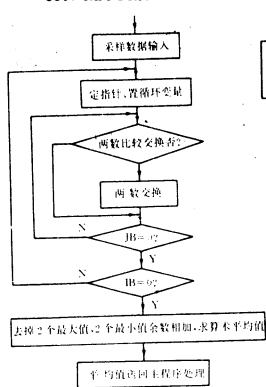 采样数据输入
定指针、置循环变量
两数比较交换否?
两数交换
N
JB=0?
Y
N
IB=0?
Y
去掉2个最大值,2个最小值余数相加,求算术平均值
平均值返回主程序处理